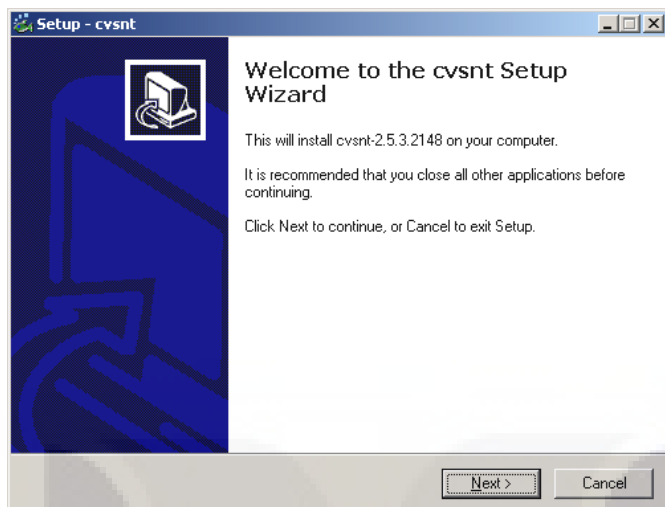 Setup - cvsnt
Welcome to the cvsnt Setup
Wizard
This will install cvsnt-2.5.3.2148 on your computer.
It is recommended that you close all other applications before
continuing.
Click Next to continue, or Cancel to exit Setup.
Next >
Cancel